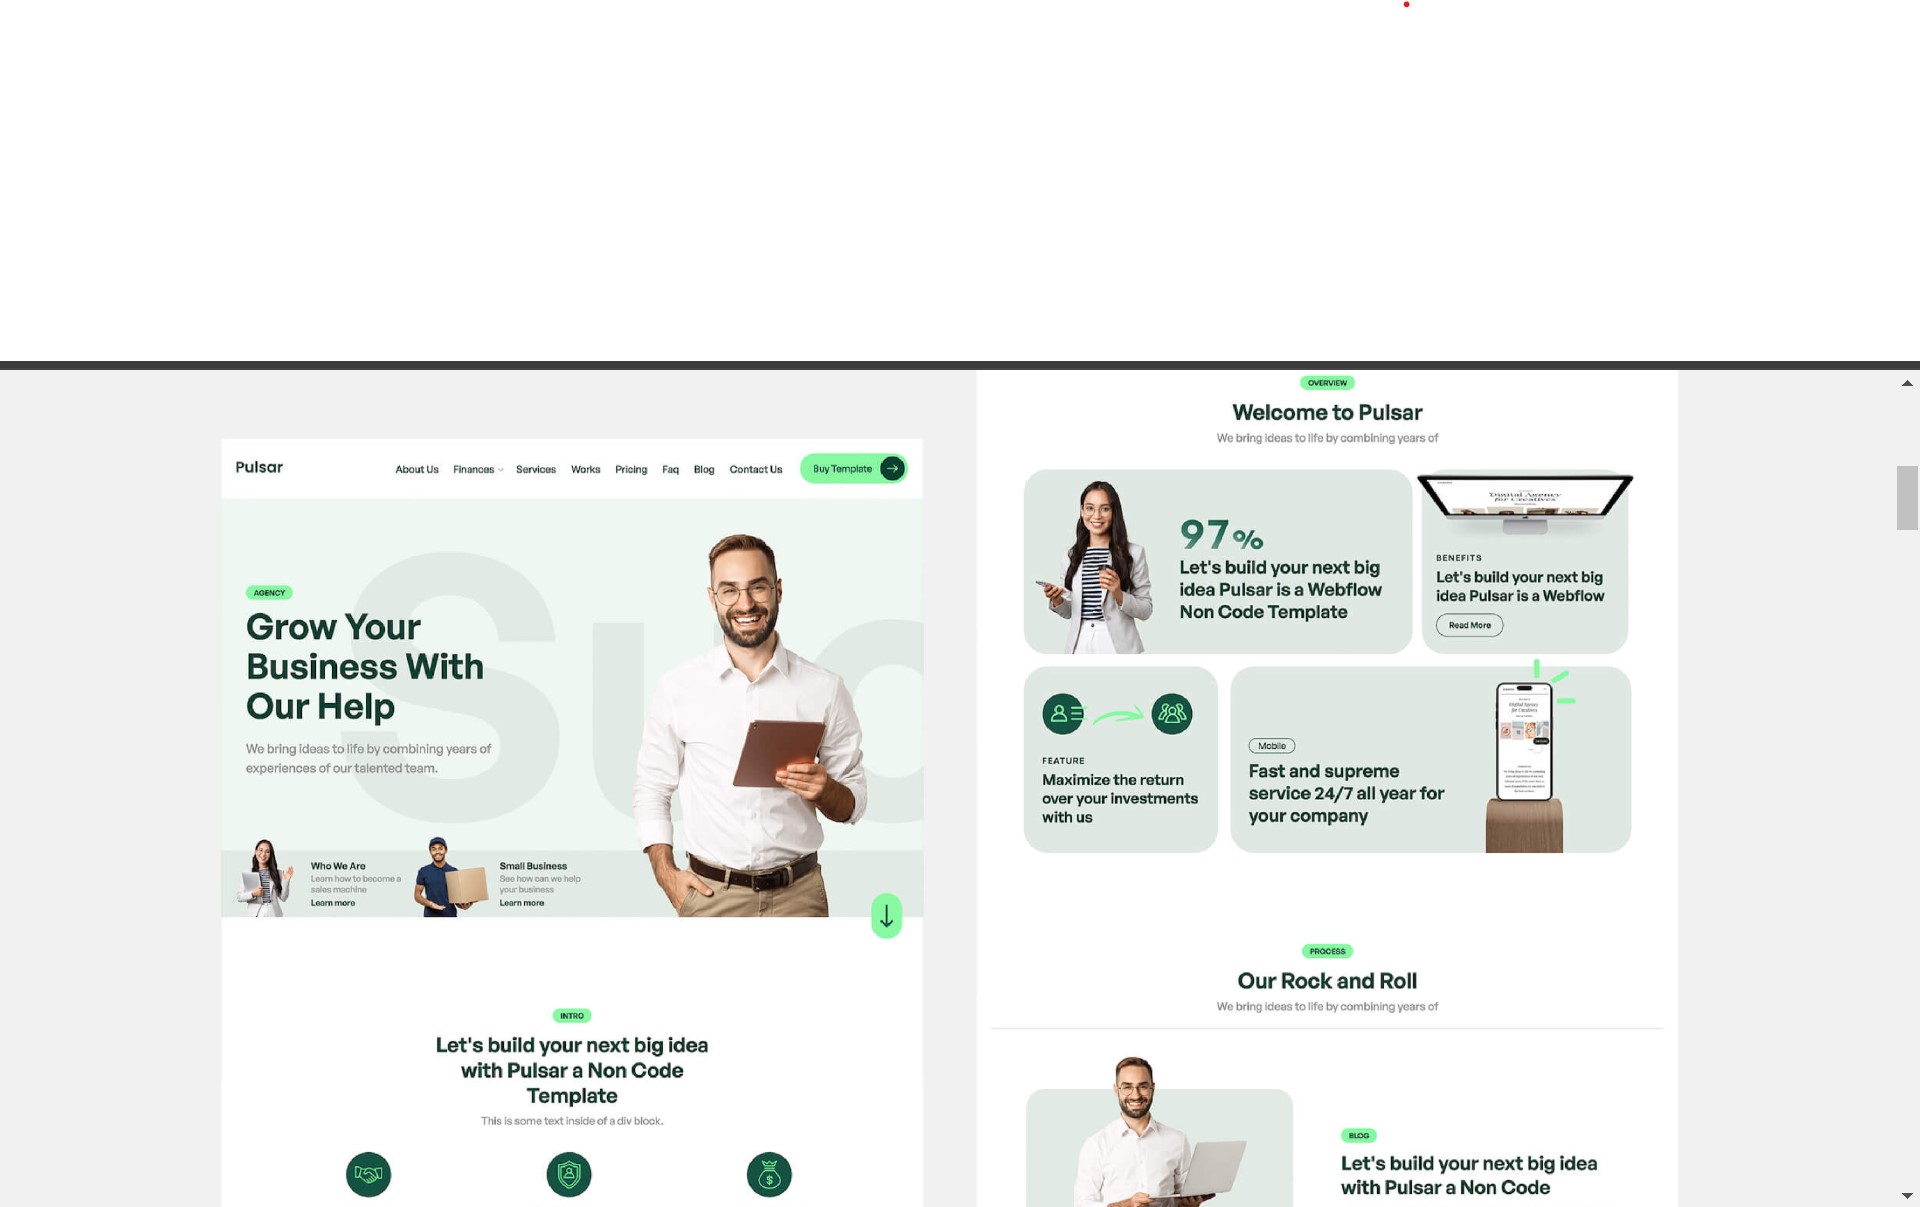 Pulsar
About Us
Finances
Services
Works
Pricing
Faq
Blog
Contact Us
Buy Template
AGENCY
Grow Your
Business With
Our Help
We bring ideas to life by combining years of
experiences of our talented team.
Who We Are
Learn how to become a
sales machine
Learn more
Small Business
See how can we help
your business
Learn more
INTRO
Let's build your next big idea
with Pulsar a Non Code
Template
This is some text inside of a div block.
OVERVIEW
Welcome to Pulsar
We bring ideas to life by combining years of
97%
Let's build your next big
idea Pulsar is a Webflow
Non Code Template
Digital Agency
for Creatives
BENEFITS
Let's build your next big
idea Pulsar is a Webflow
Read More
FEATURE
Maximize the return
over your investments
with us
Mobile
Fast and supreme
service 24/7 all year for
your company
Digital Agency
for Creatives
PROCESS
Our Rock and Roll
We bring ideas to life by combining years of
BLOG
Let's build your next big idea
with Pulsar a Non Code